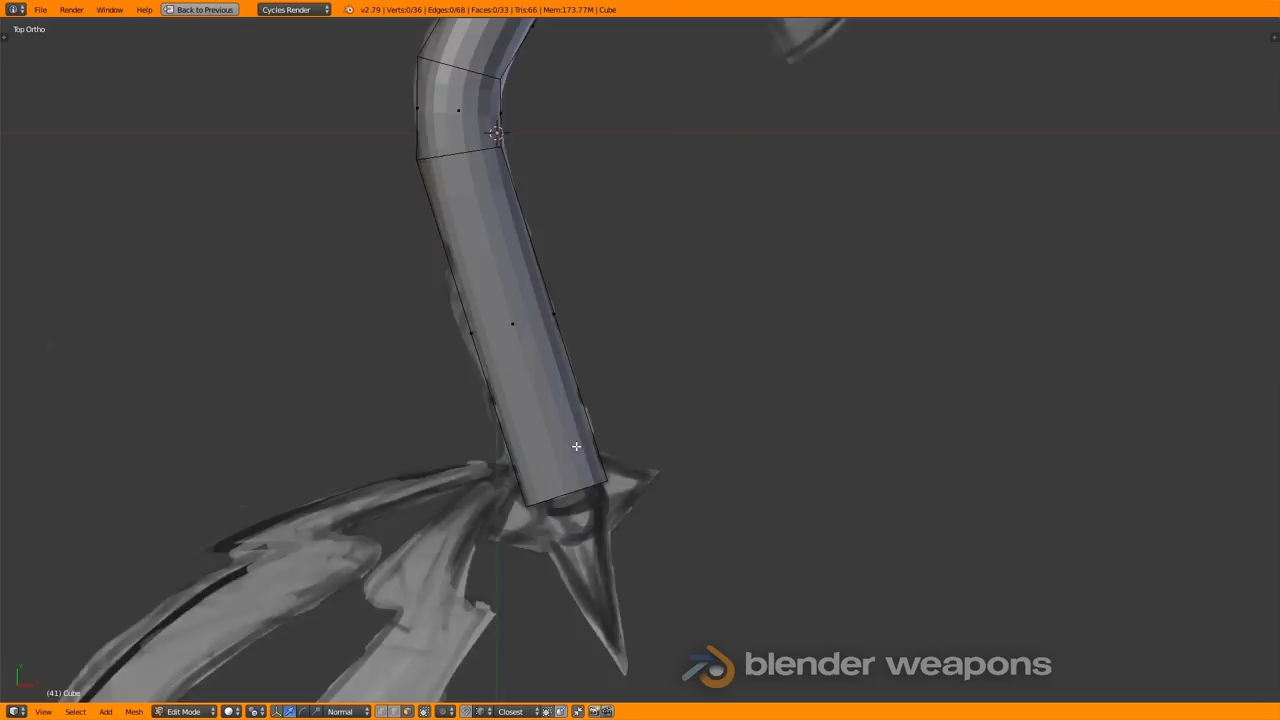 File Render Window Help Back to Previous Cycles Render v2.79 | Verts:0/36 | Edges:0/68 | Faces:0/33 | Tris:66 | Mem:173.77M | Cube
Top Ortho
blender weapons
(41) Cube
View Select Add Mesh Edit Mode Normal Closest